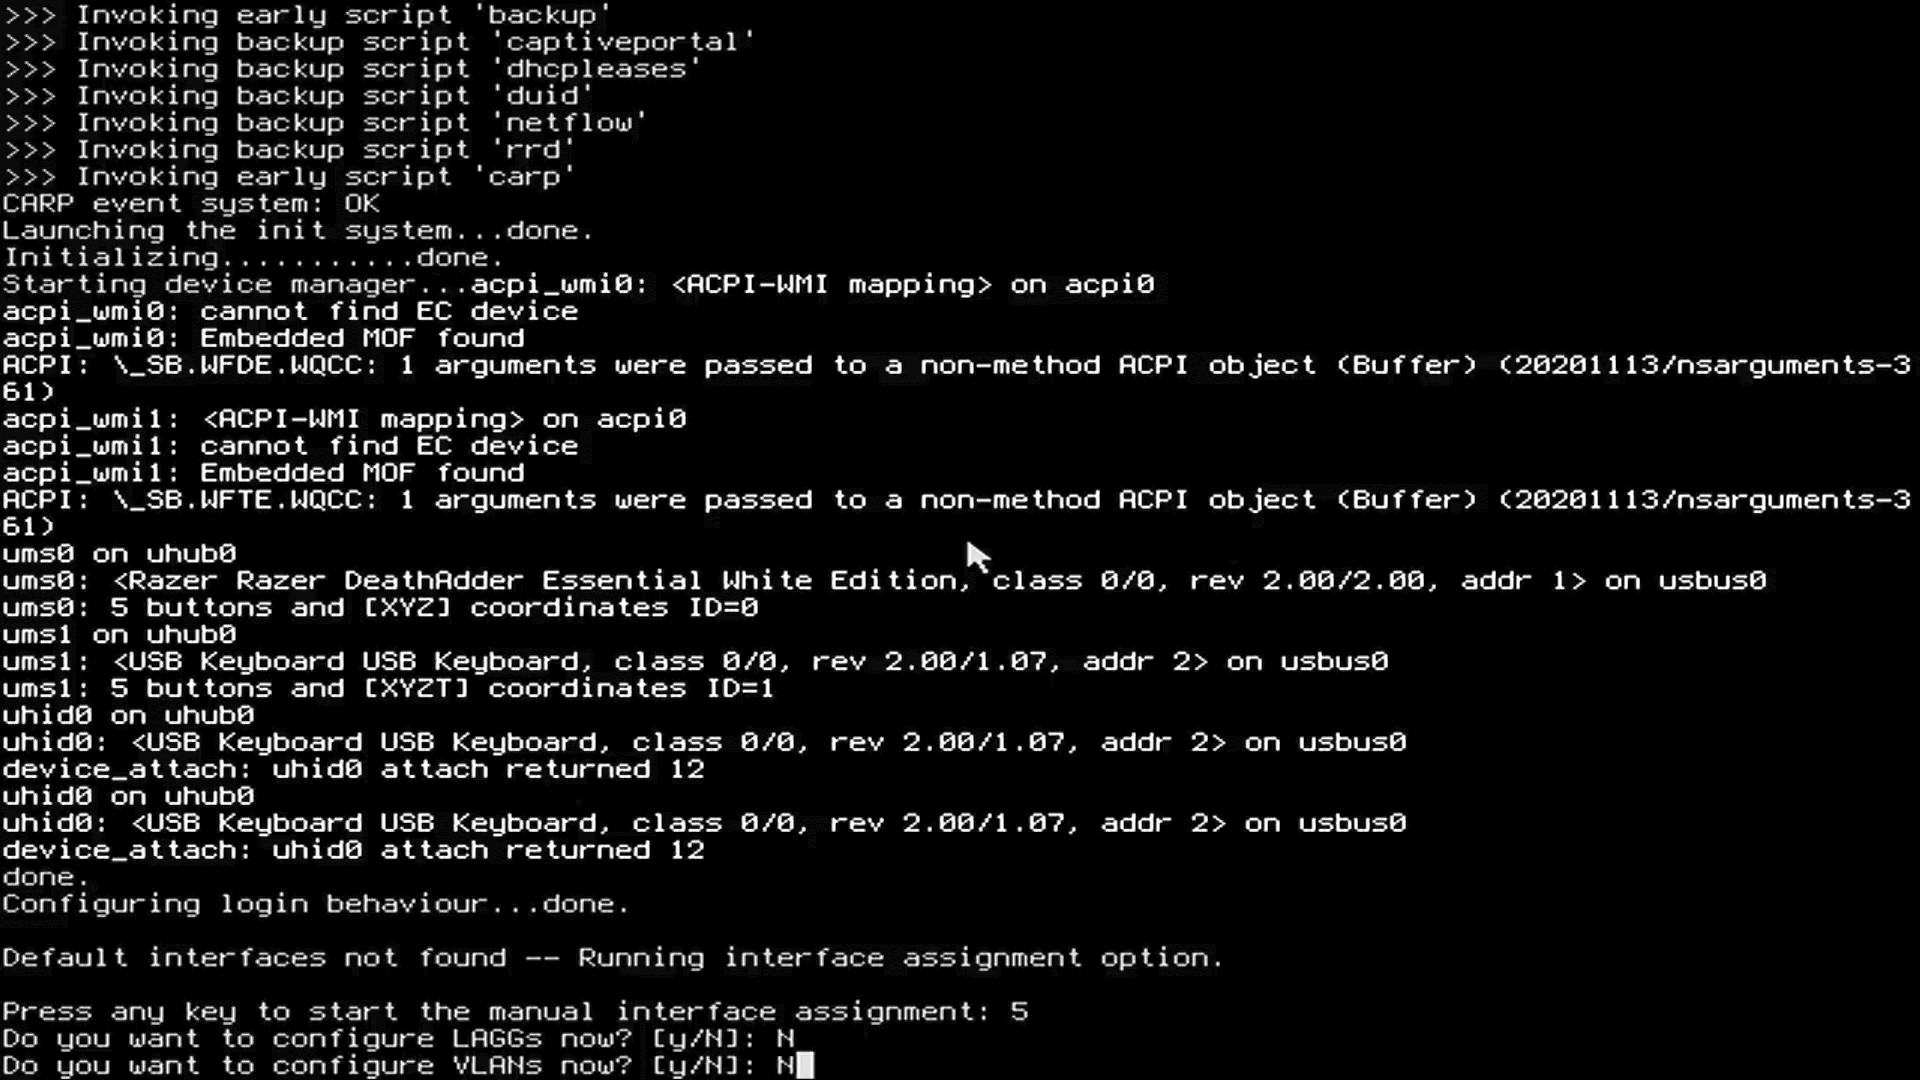 >>> Invoking early script 'backup'
>>> Invoking backup script 'captiveportal'
>>> Invoking backup script 'dhcpleases'
>>> Invoking backup script 'duid'
>>> Invoking backup script 'netflow'
>>> Invoking backup script 'rrd'
>>> Invoking early script 'carp'
CARP event system: OK
Launching the init system...done.
Initializing...........done.
Starting device manager...acpi_wmi0: <ACPI-WMI mapping> on acpi0
acpi_wmi0: cannot find EC device
acpi_wmi0: Embedded MOF found
ACPI: \_SB.WFDE.WQCC: 1 arguments were passed to a non-method ACPI object (Buffer) (20201113/nsarguments-3
61)
acpi_wmi1: <ACPI-WMI mapping> on acpi0
acpi_wmi1: cannot find EC device
acpi_wmi1: Embedded MOF found
ACPI: \_SB.WFTE.WQCC: 1 arguments were passed to a non-method ACPI object (Buffer) (20201113/nsarguments-3
61)
ums0 on uhub0
ums0: <Razer Razer DeathAdder Essential White Edition, class 0/0, rev 2.00/2.00, addr 1> on usbus0
ums0: 5 buttons and [XYZ] coordinates ID=0
ums1 on uhub0
ums1: <USB Keyboard USB Keyboard, class 0/0, rev 2.00/1.07, addr 2> on usbus0
ums1: 5 buttons and [XYZT] coordinates ID=1
uhid0 on uhub0
uhid0: <USB Keyboard USB Keyboard, class 0/0, rev 2.00/1.07, addr 2> on usbus0
device_attach: uhid0 attach returned 12
uhid0 on uhub0
uhid0: <USB Keyboard USB Keyboard, class 0/0, rev 2.00/1.07, addr 2> on usbus0
device_attach: uhid0 attach returned 12
done.
Configuring login behaviour...done.
Default interfaces not found -- Running interface assignment option.
Press any key to start the manual interface assignment: 5
Do you want to configure LAGGs now? [y/N]: N
Do you want to configure VLANs now? [y/N]: N